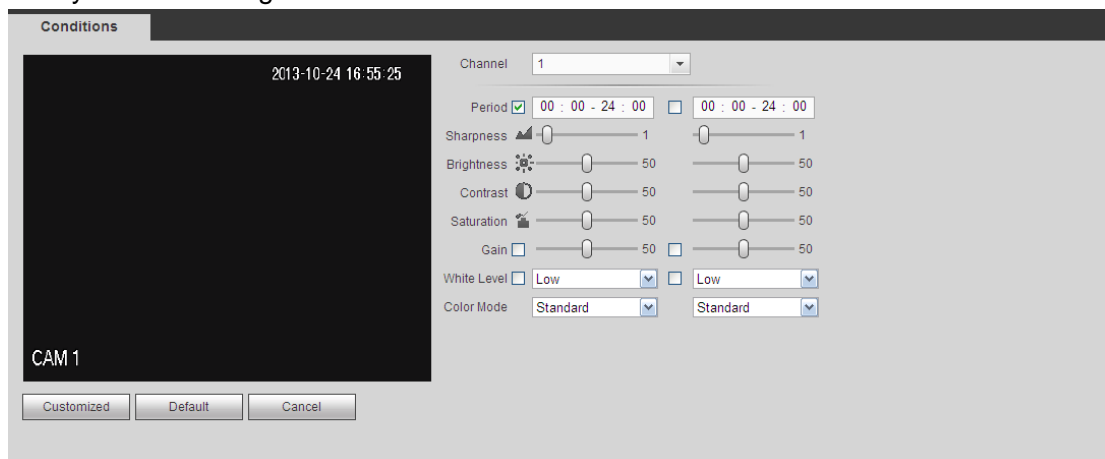 Conditions
2013-10-24 16:55:25
Channel 1
Period 00 : 00 - 24 : 00 00 : 00 - 24 : 00
Sharpness 1 1
Brightness 50 50
Contrast 50 50
Saturation 50 50
Gain 50 50
White Level Low Low
Color Mode Standard Standard
CAM 1
Customized Default Cancel